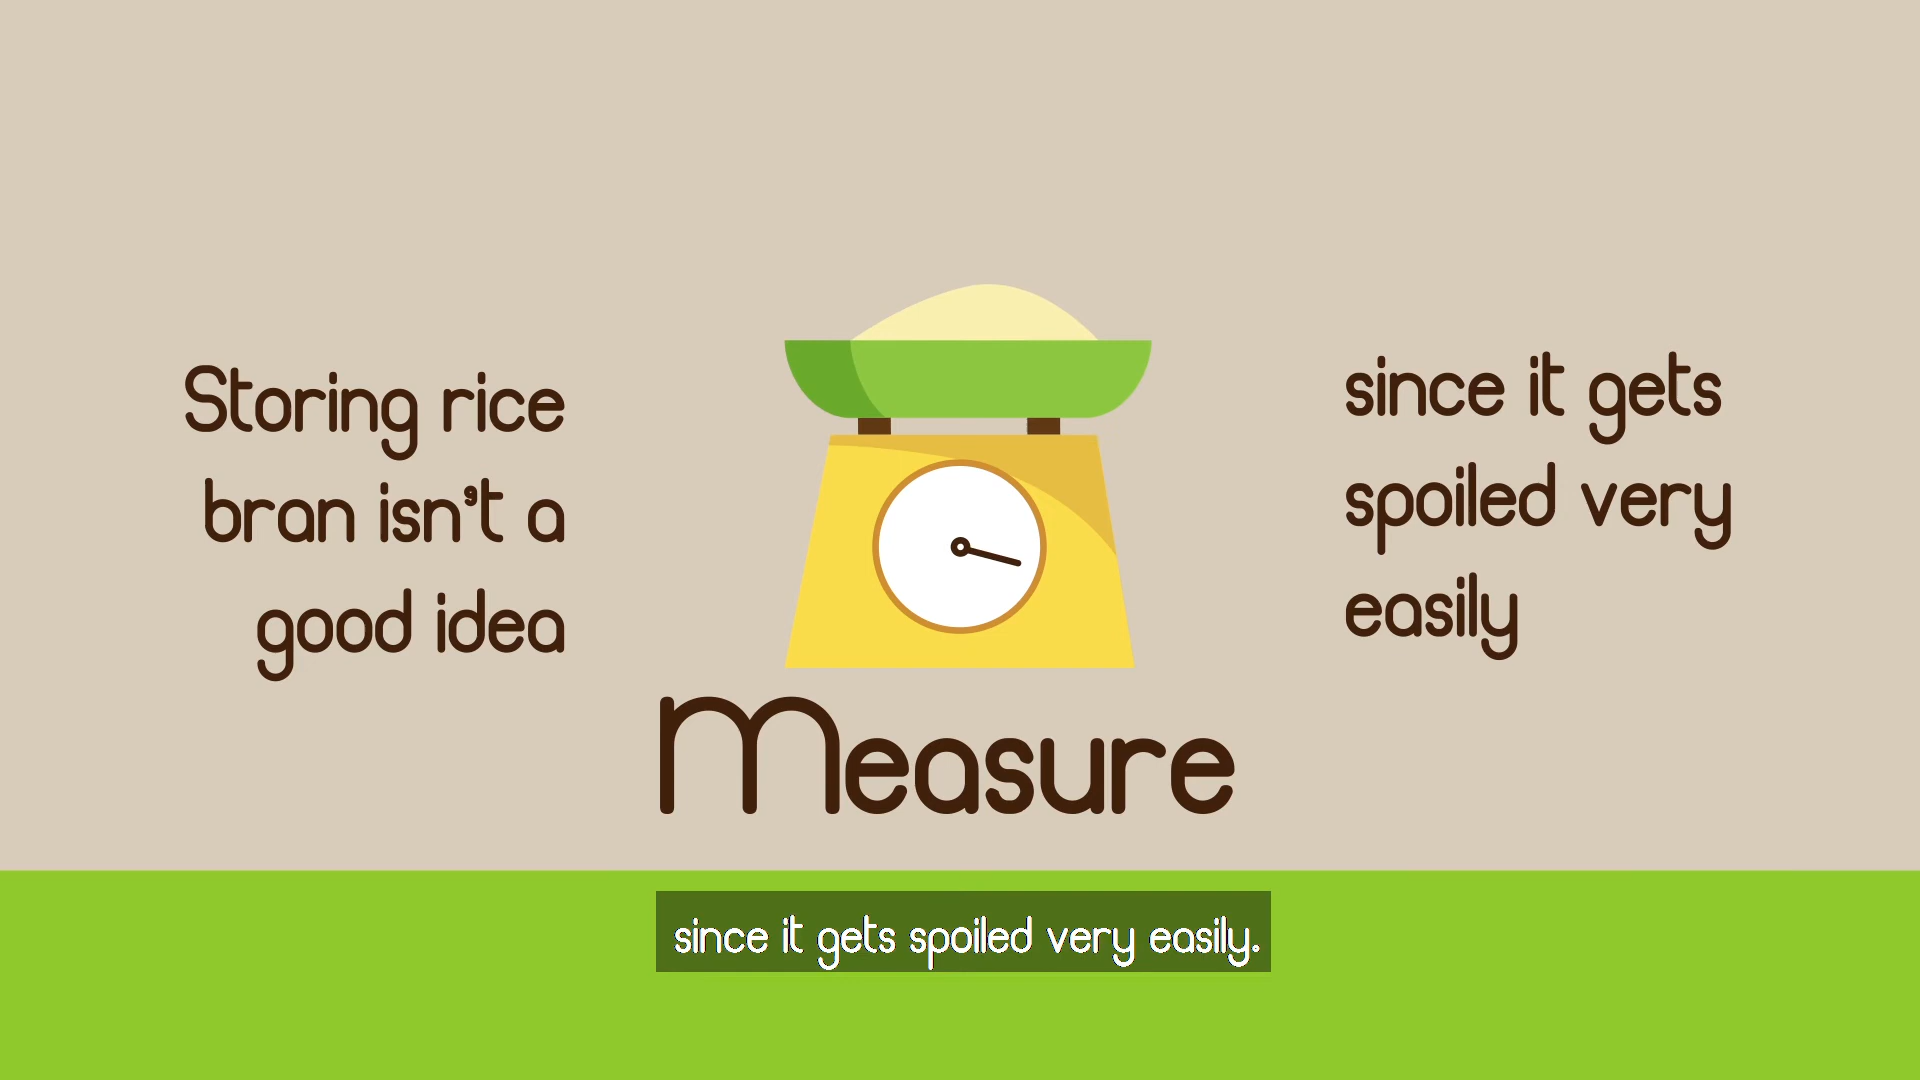 Storing rice
bran isn't a
good idea
since it gets
spoiled very
easily
Measure
since it gets spoiled very easily.